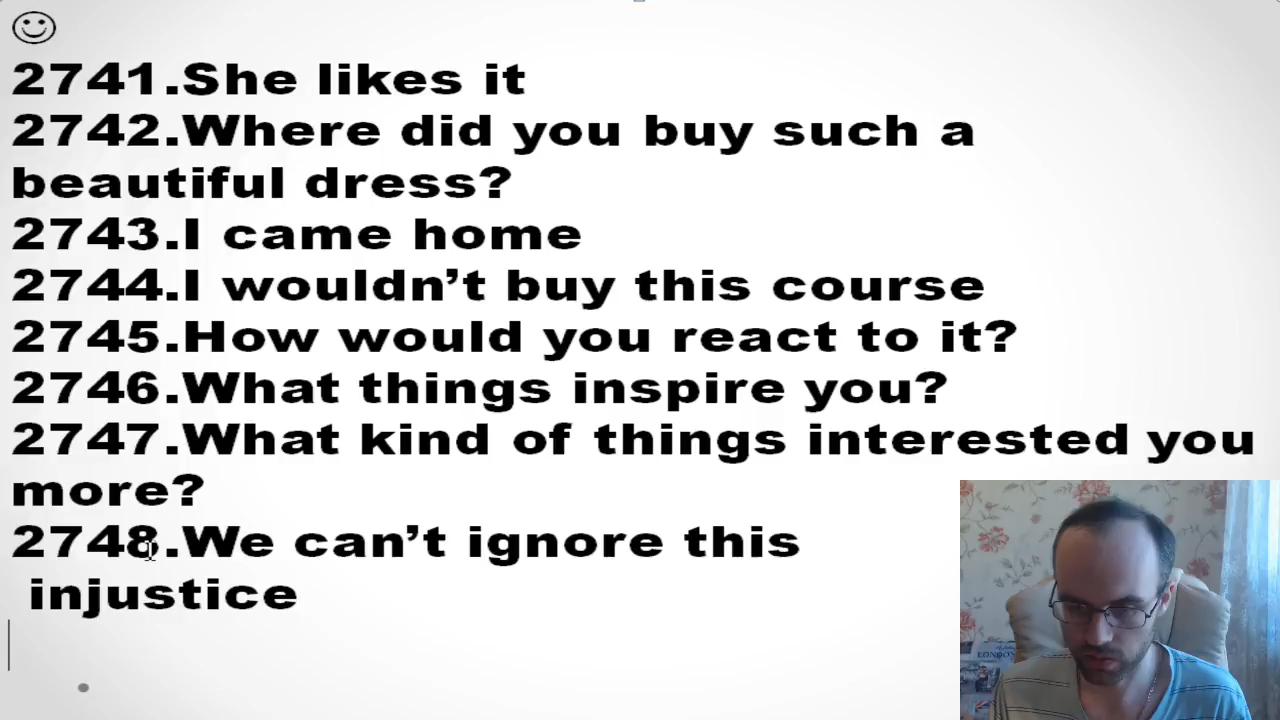 2741.She likes it
2742.Where did you buy such a
beautiful dress?
2743.I came home
2744.I wouldn’t buy this course
2745.How would you react to it?
2746.What things inspire you?
2747.What kind of things interested you
more?
2748.We can’t ignore this
injustice
LONDON